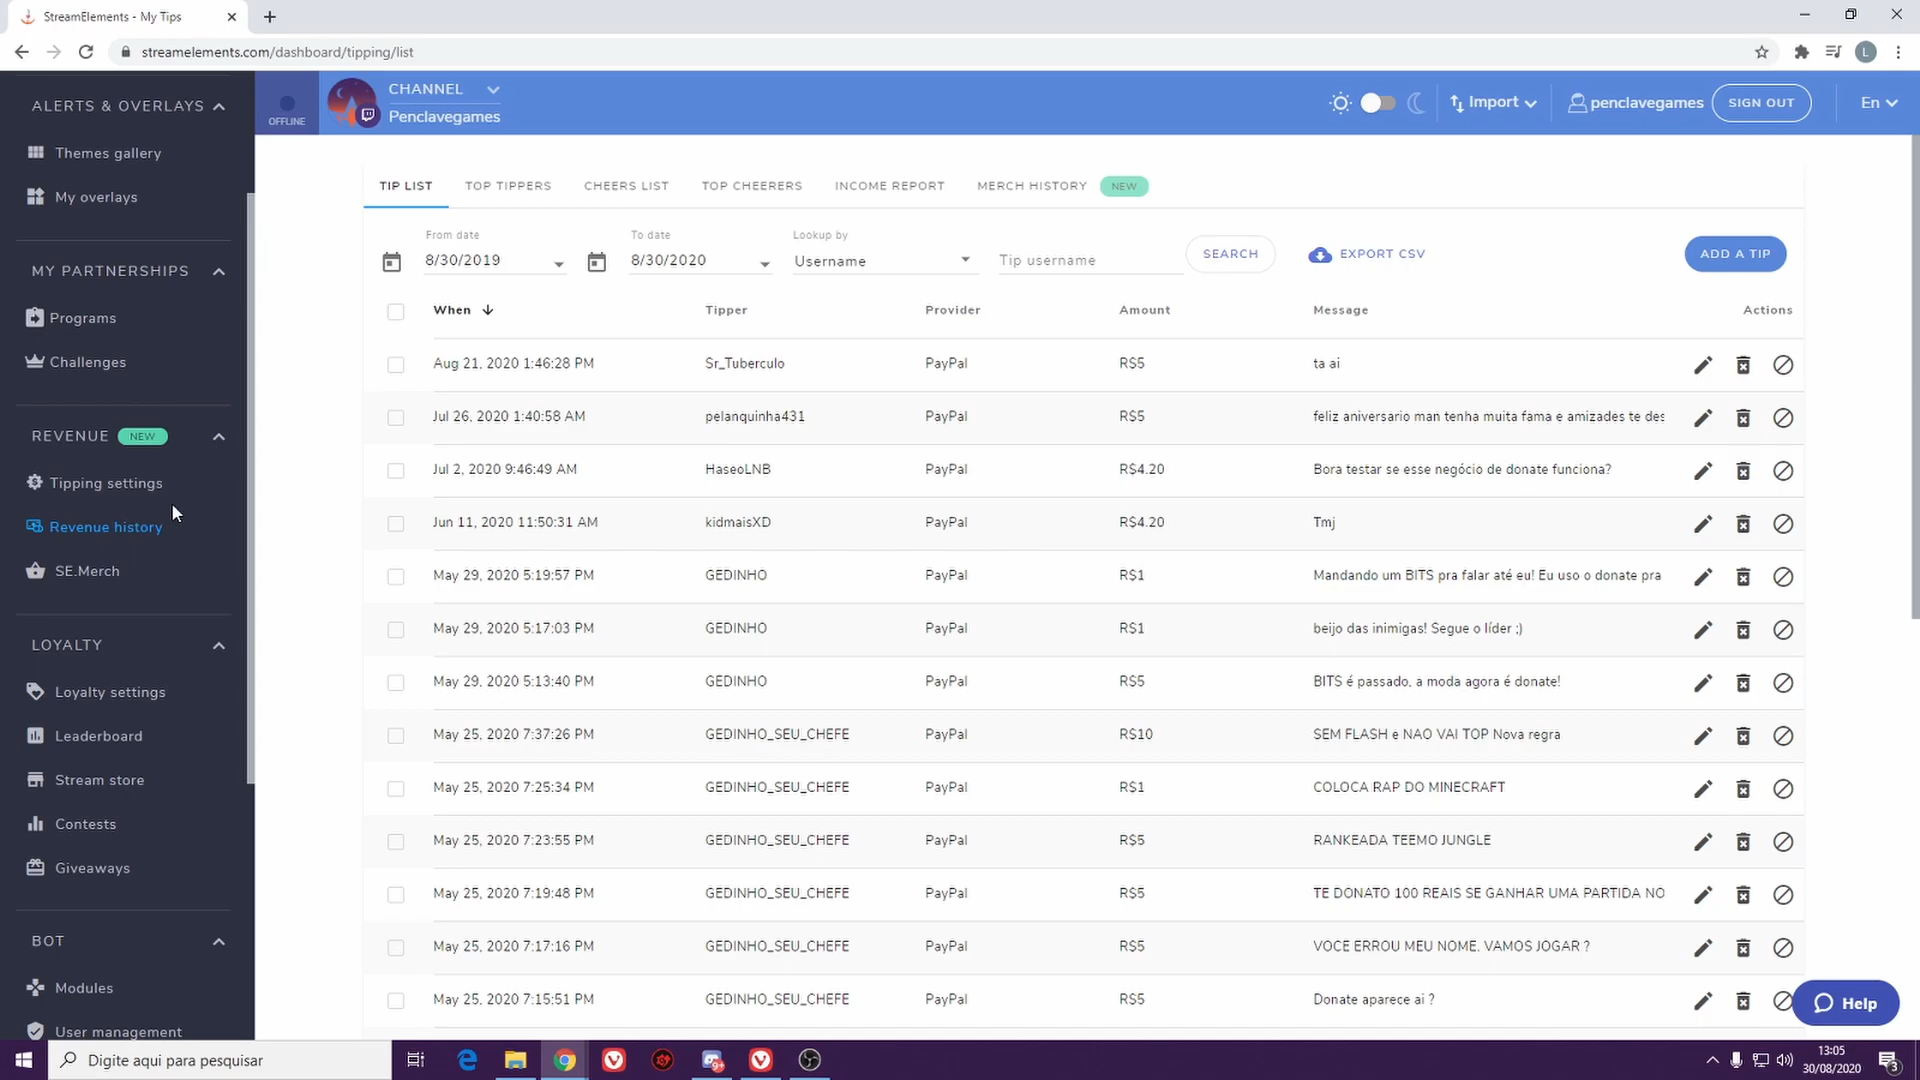 StreamElements - My Tips
streamelements.com/dashboard/tipping/list
L
ALERTS & OVERLAYS
Themes gallery
My overlays
MY PARTNERSHIPS
Programs
Challenges
REVENUE NEW
Tipping settings
Revenue history
SE.Merch
LOYALTY
Loyalty settings
Leaderboard
Stream store
Contests
Giveaways
BOT
Modules
User management
OFFLINE
CHANNEL
Penclavegames
Import
penclavegames
SIGN OUT
En
TIP LIST TOP TIPPERS CHEERS LIST TOP CHEERERS INCOME REPORT MERCH HISTORY NEW
From date To date Lookup by
8/30/2019 8/30/2020 Username Tip username SEARCH EXPORT CSV ADD A TIP
When Tipper Provider Amount Message Actions
Aug 21, 2020 1:46:28 PM Sr_Tuberculo PayPal R$5 ta ai
Jul 26, 2020 1:40:58 AM pelanquinha431 PayPal R$5 feliz aniversario man tenha muita fama e amizades te des
Jul 2, 2020 9:46:49 AM HaseoLNB PayPal R$4.20 Bora testar se esse negócio de donate funciona?
Jun 11, 2020 11:50:31 AM kidmaisXD PayPal R$4.20 Tmj
May 29, 2020 5:19:57 PM GEDINHO PayPal R$1 Mandando um BITS pra falar até eu! Eu uso o donate pra
May 29, 2020 5:17:03 PM GEDINHO PayPal R$1 beijo das inimigas! Segue o líder ;)
May 29, 2020 5:13:40 PM GEDINHO PayPal R$5 BITS é passado, a moda agora é donate!
May 25, 2020 7:37:26 PM GEDINHO_SEU_CHEFE PayPal R$10 SEM FLASH e NAO VAI TOP Nova regra
May 25, 2020 7:25:34 PM GEDINHO_SEU_CHEFE PayPal R$1 COLOCA RAP DO MINECRAFT
May 25, 2020 7:23:55 PM GEDINHO_SEU_CHEFE PayPal R$5 RANKEADA TEEMO JUNGLE
May 25, 2020 7:19:48 PM GEDINHO_SEU_CHEFE PayPal R$5 TE DONATO 100 REAIS SE GANHAR UMA PARTIDA NO
May 25, 2020 7:17:16 PM GEDINHO_SEU_CHEFE PayPal R$5 VOCE ERROU MEU NOME. VAMOS JOGAR ?
May 25, 2020 7:15:51 PM GEDINHO_SEU_CHEFE PayPal R$5 Donate aparece ai ?
Help
Digite aqui para pesquisar
9+
13:05
30/08/2020
3